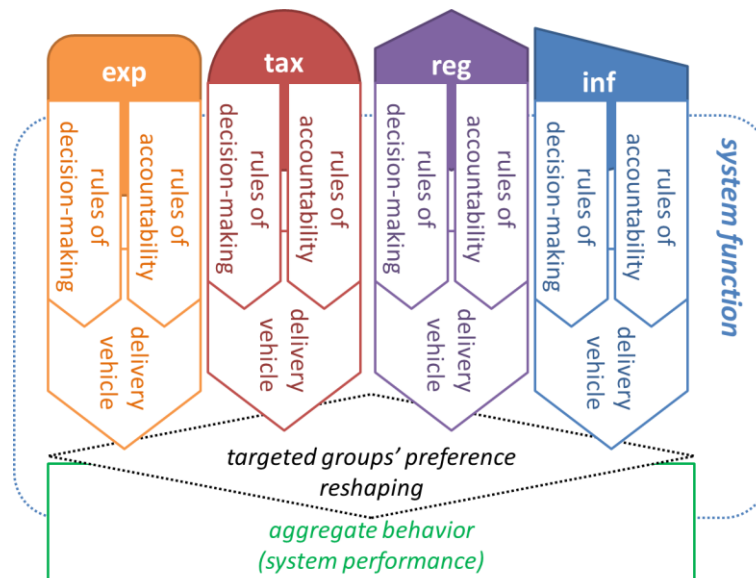 exp
rules of
decision-making
rules of
accountability
delivery
vehicle
tax
rules of
decision-making
rules of
accountability
delivery
vehicle
reg
rules of
decision-making
rules of
accountability
delivery
vehicle
inf
rules of
decision-making
rules of
accountability
delivery
vehicle
system function
targeted groups’ preference
reshaping
aggregate behavior
(system performance)